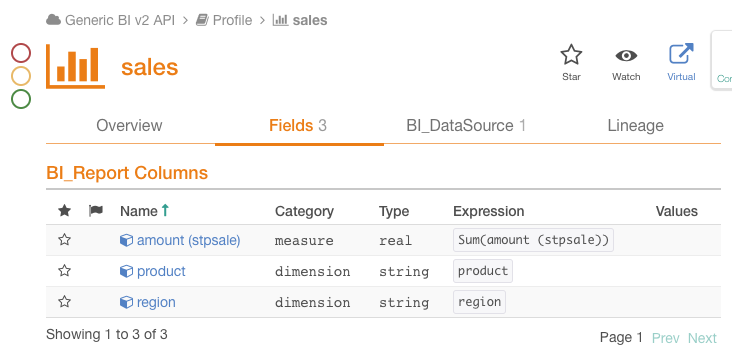 Generic BI v2 API > Profile > sales
sales
Star
Watch
Virtual
Overview
Fields 3
BI_DataSource 1
Lineage
BI_Report Columns
Name Category Type Expression Values
amount (stpsale) measure real Sum(amount (stpsale))
product dimension string product
region dimension string region
Showing 1 to 3 of 3
Page 1 Prev Next